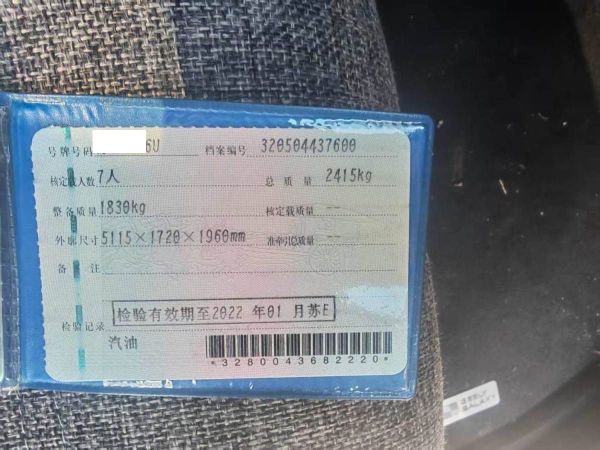 号牌号码 6U 档案编号 320504437600
核定载人数 7人 总质量 2415kg
整备质量 1830kg 核定载质量 --
外廓尺寸 5115×1720×1960mm 准牵引总质量 --
备注
检验有效期至2022 年01 月苏E
检验记录
汽油
*3280043682220*
GEELY
GALAXY